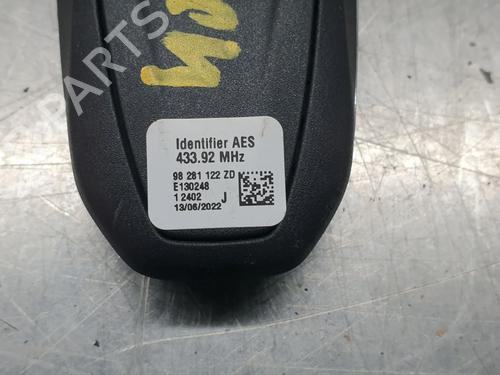 PARTS
Identifier AES
433.92 MHz
98 281 122 ZD
E130248
1 2402 J
13/06/2022